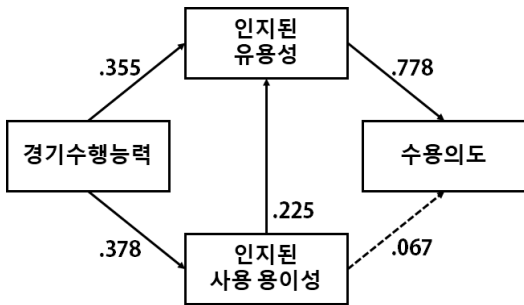 인지된
유용성
.355
.778
경기수행능력
수용의도
.225
.378
.067
인지된
사용 용이성